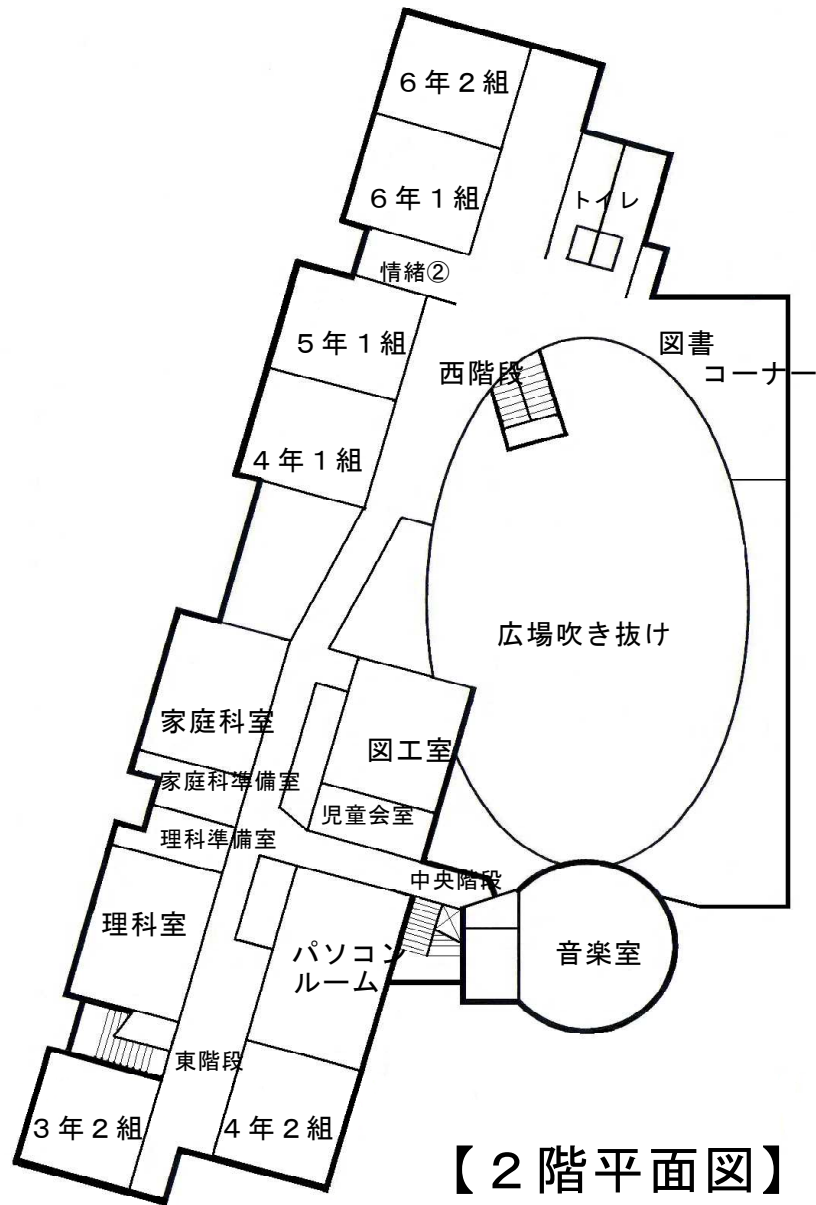 ６年２組
６年１組
トイレ
情緒②
５年１組
図書
コーナー
西階段
４年１組
広場吹き抜け
家庭科室
図工室
家庭科準備室
児童会室
理科準備室
中央階段
理科室
パソコン
ルーム
音楽室
東階段
３年２組
４年２組
【２階平面図】